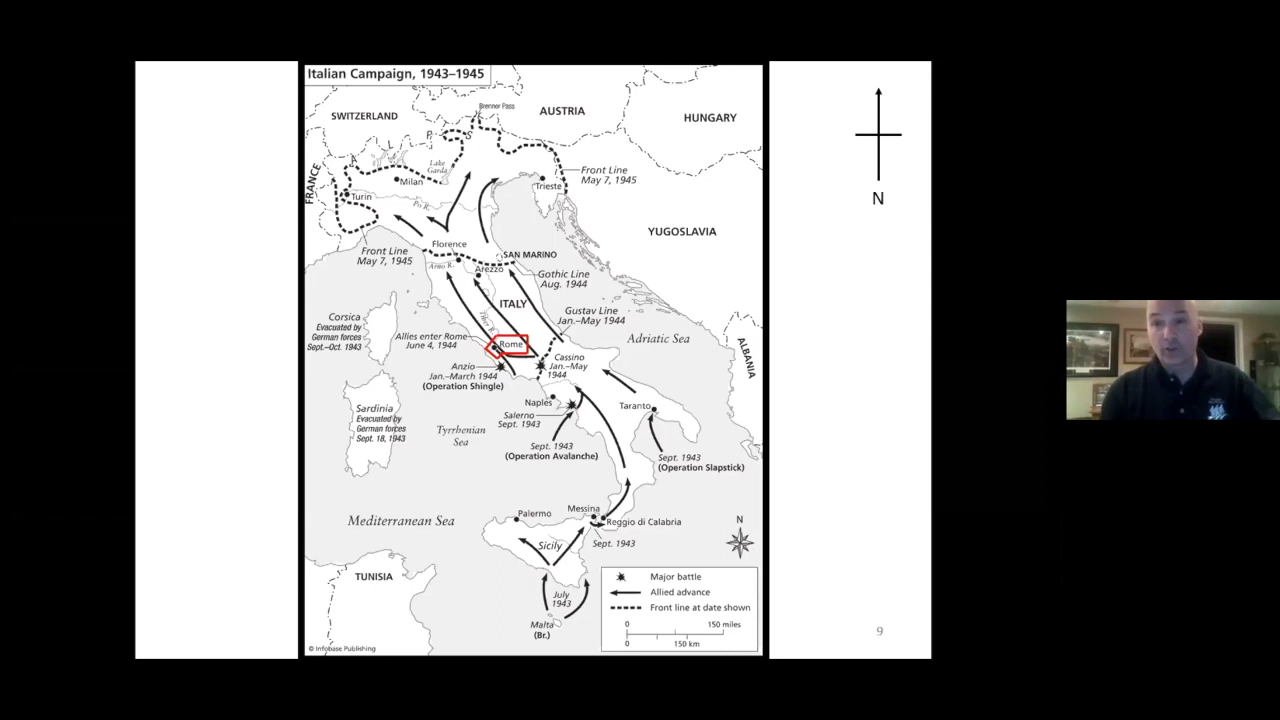 Italian Campaign, 1943–1945
Brenner Pass
SWITZERLAND
AUSTRIA
HUNGARY
A L P S
Lake
Garda
FRANCE
Milan
Turin
Po R.
Trieste
Front Line
May 7, 1945
YUGOSLAVIA
Front Line
May 7, 1945
Florence
Arno R.
SAN MARINO
Arezzo
Gothic Line
Aug. 1944
ITALY
Tiber R.
Gustav Line
Jan.–May 1944
Corsica
Evacuated by
German forces
Sept.–Oct. 1943
Allies enter Rome
June 4, 1944
Rome
Adriatic Sea
ALBANIA
Anzio
Jan.–March 1944
(Operation Shingle)
Cassino
Jan.–May
1944
Sardinia
Evacuated by
German forces
Sept. 18, 1943
Naples
Salerno
Sept. 1943
Taranto
Tyrrhenian
Sea
Sept. 1943
(Operation Avalanche)
Sept. 1943
(Operation Slapstick)
Mediterranean Sea
Palermo
Messina
Reggio di Calabria
Sicily
Sept. 1943
N
TUNISIA
July
1943
Malta
(Br.)
Major battle
Allied advance
Front line at date shown
0 150 miles
0 150 km
© Infobase Publishing
N
9